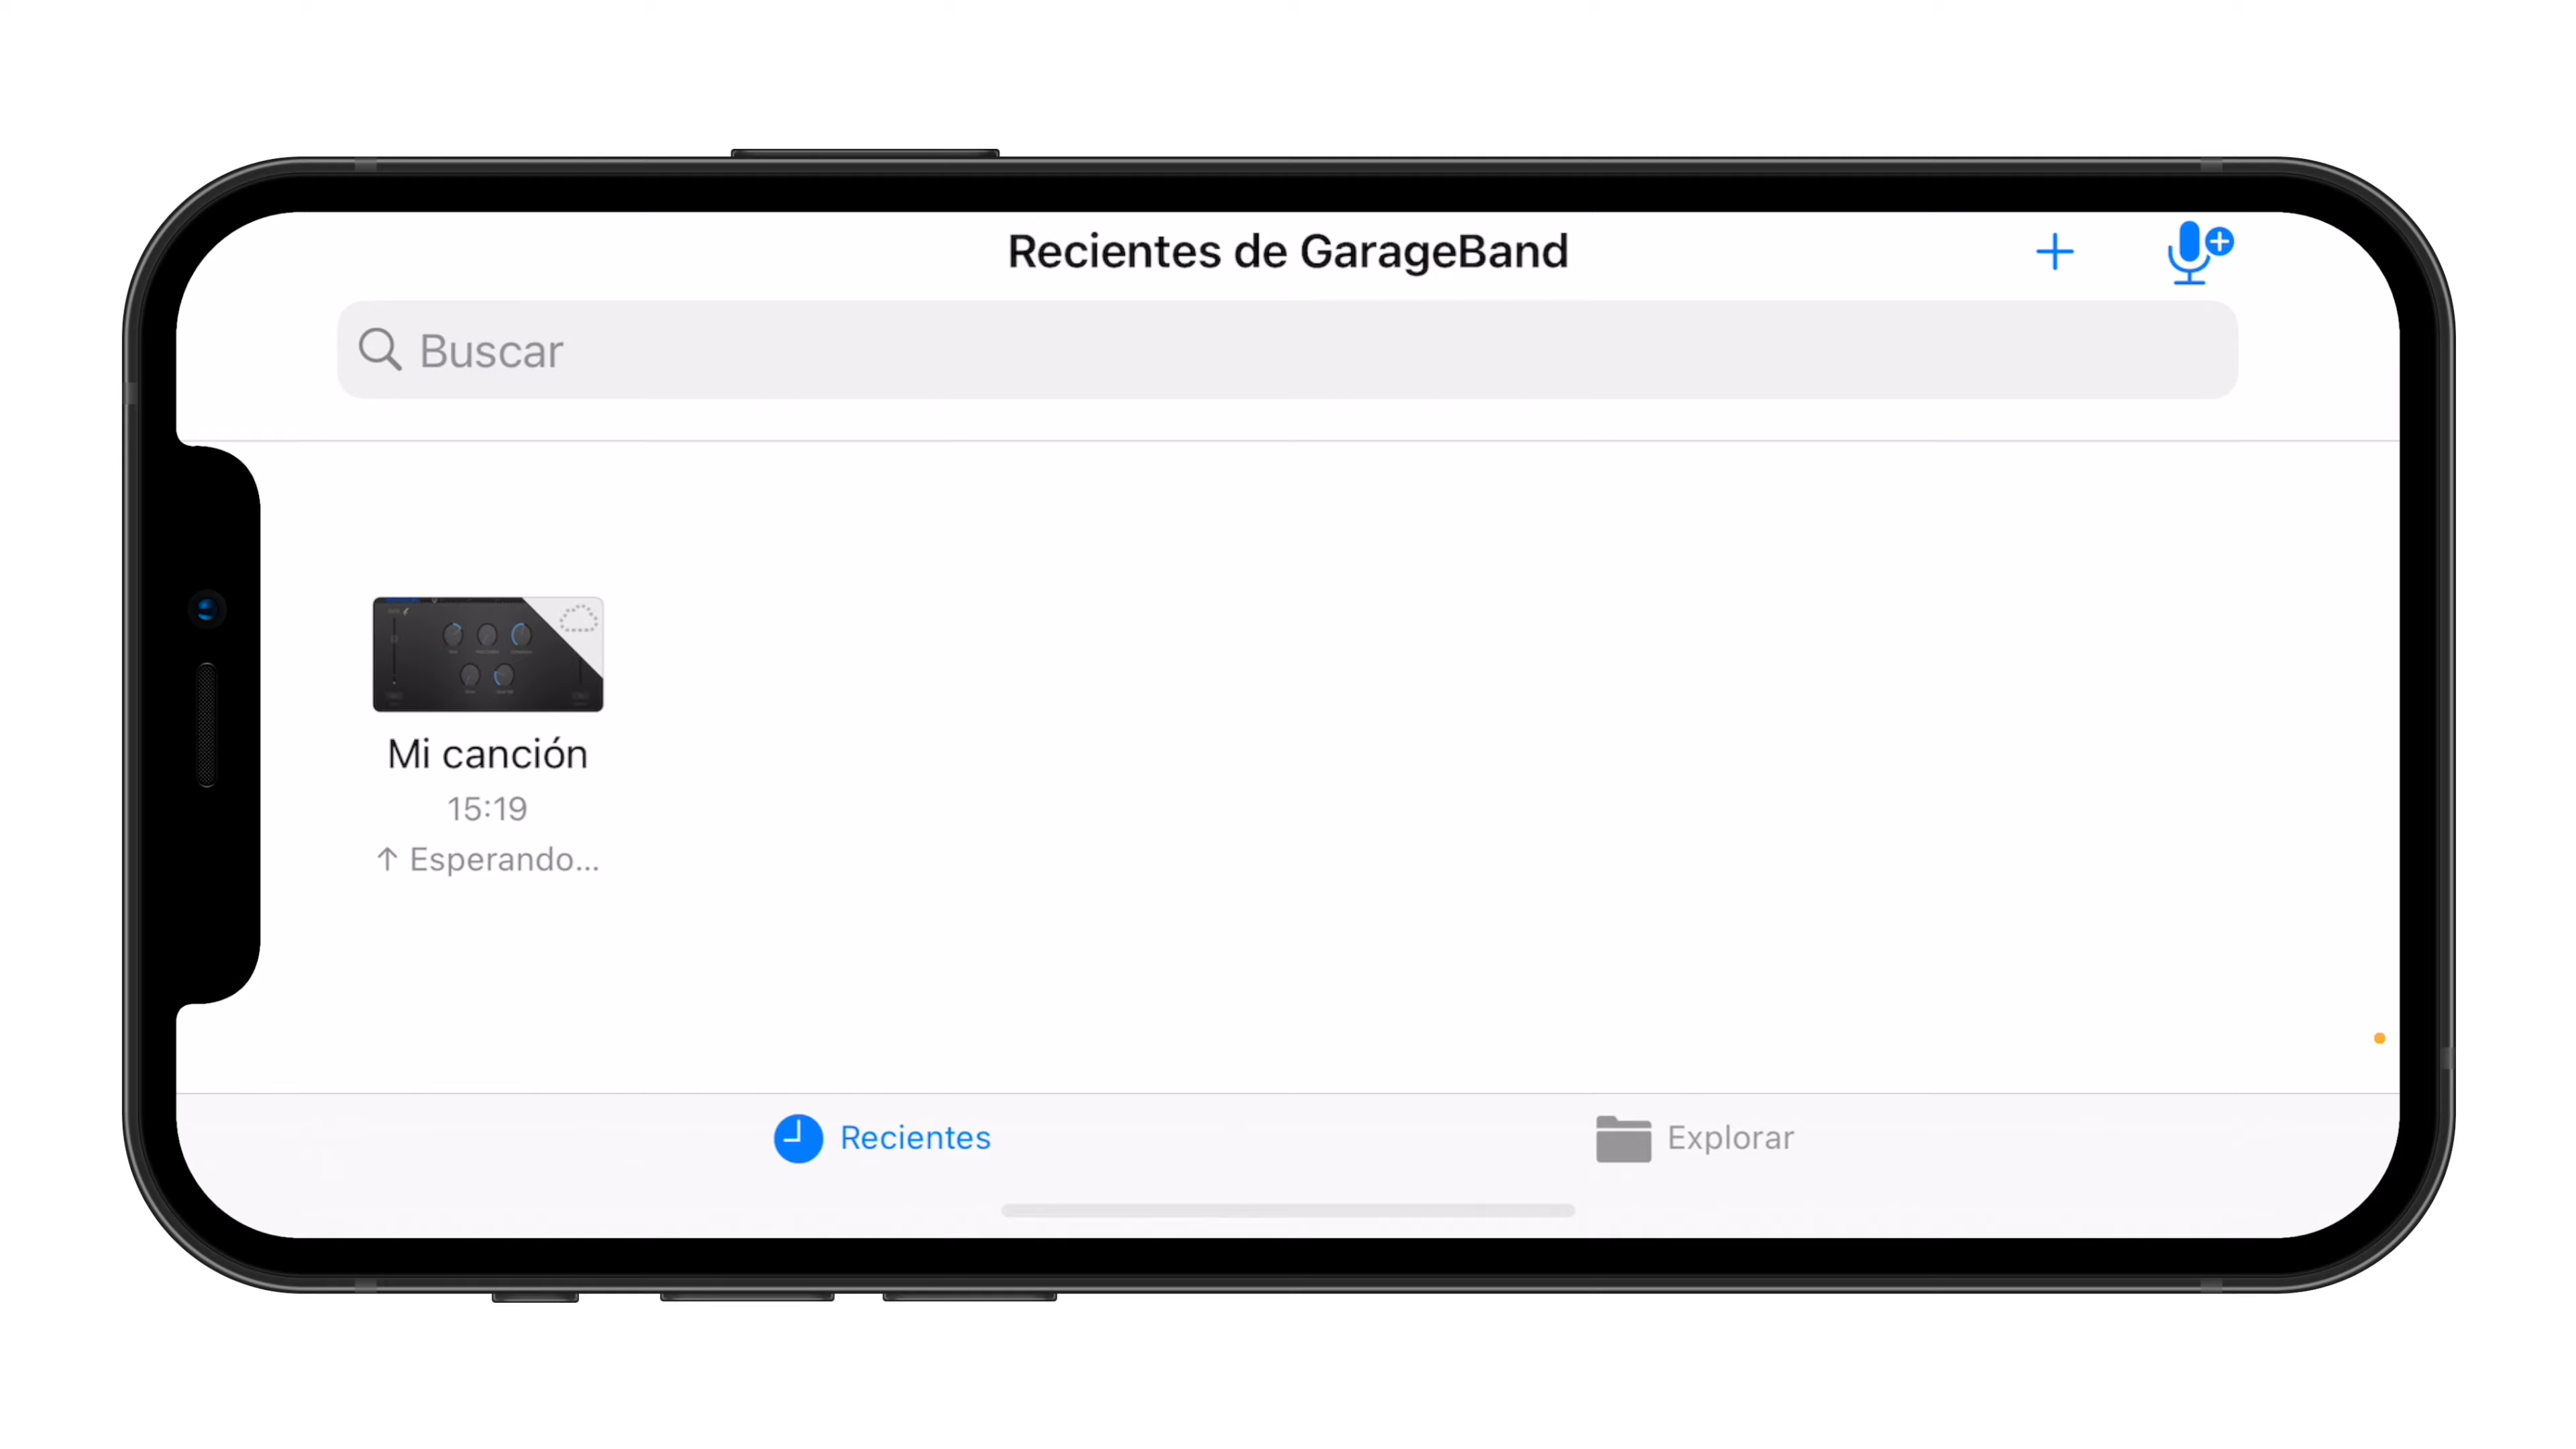 Recientes de GarageBand
Buscar
Mi canción
15:19
↑ Esperando...
Recientes
Explorar